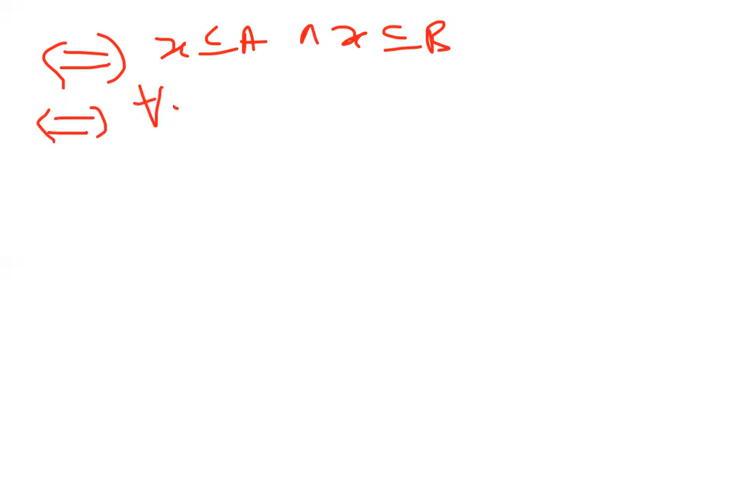 ⟺ x ⊆ A ∧ x ⊆ B
⟺ ∀